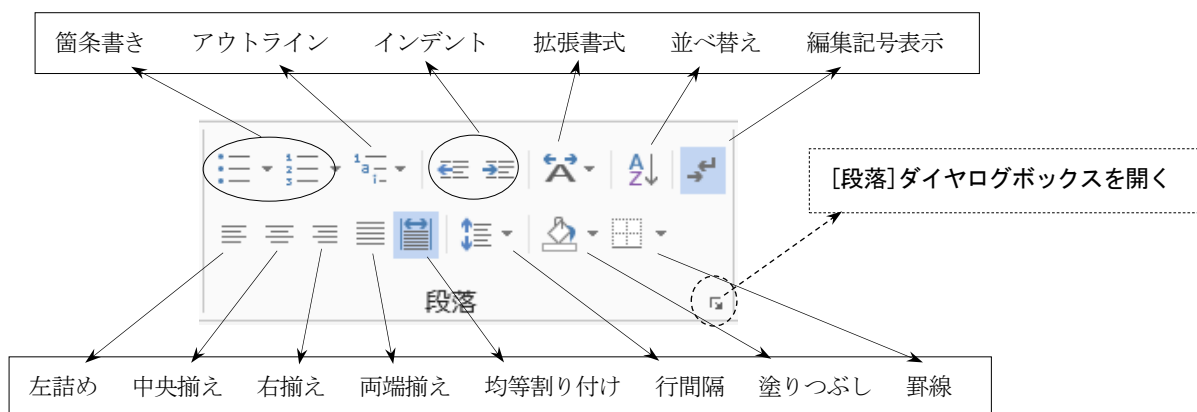 箇条書き アウトライン インデント 拡張書式 並べ替え 編集記号表示
[段落]ダイヤログボックスを開く
段落
左詰め 中央揃え 右揃え 両端揃え 均等割り付け 行間隔 塗りつぶし 罫線